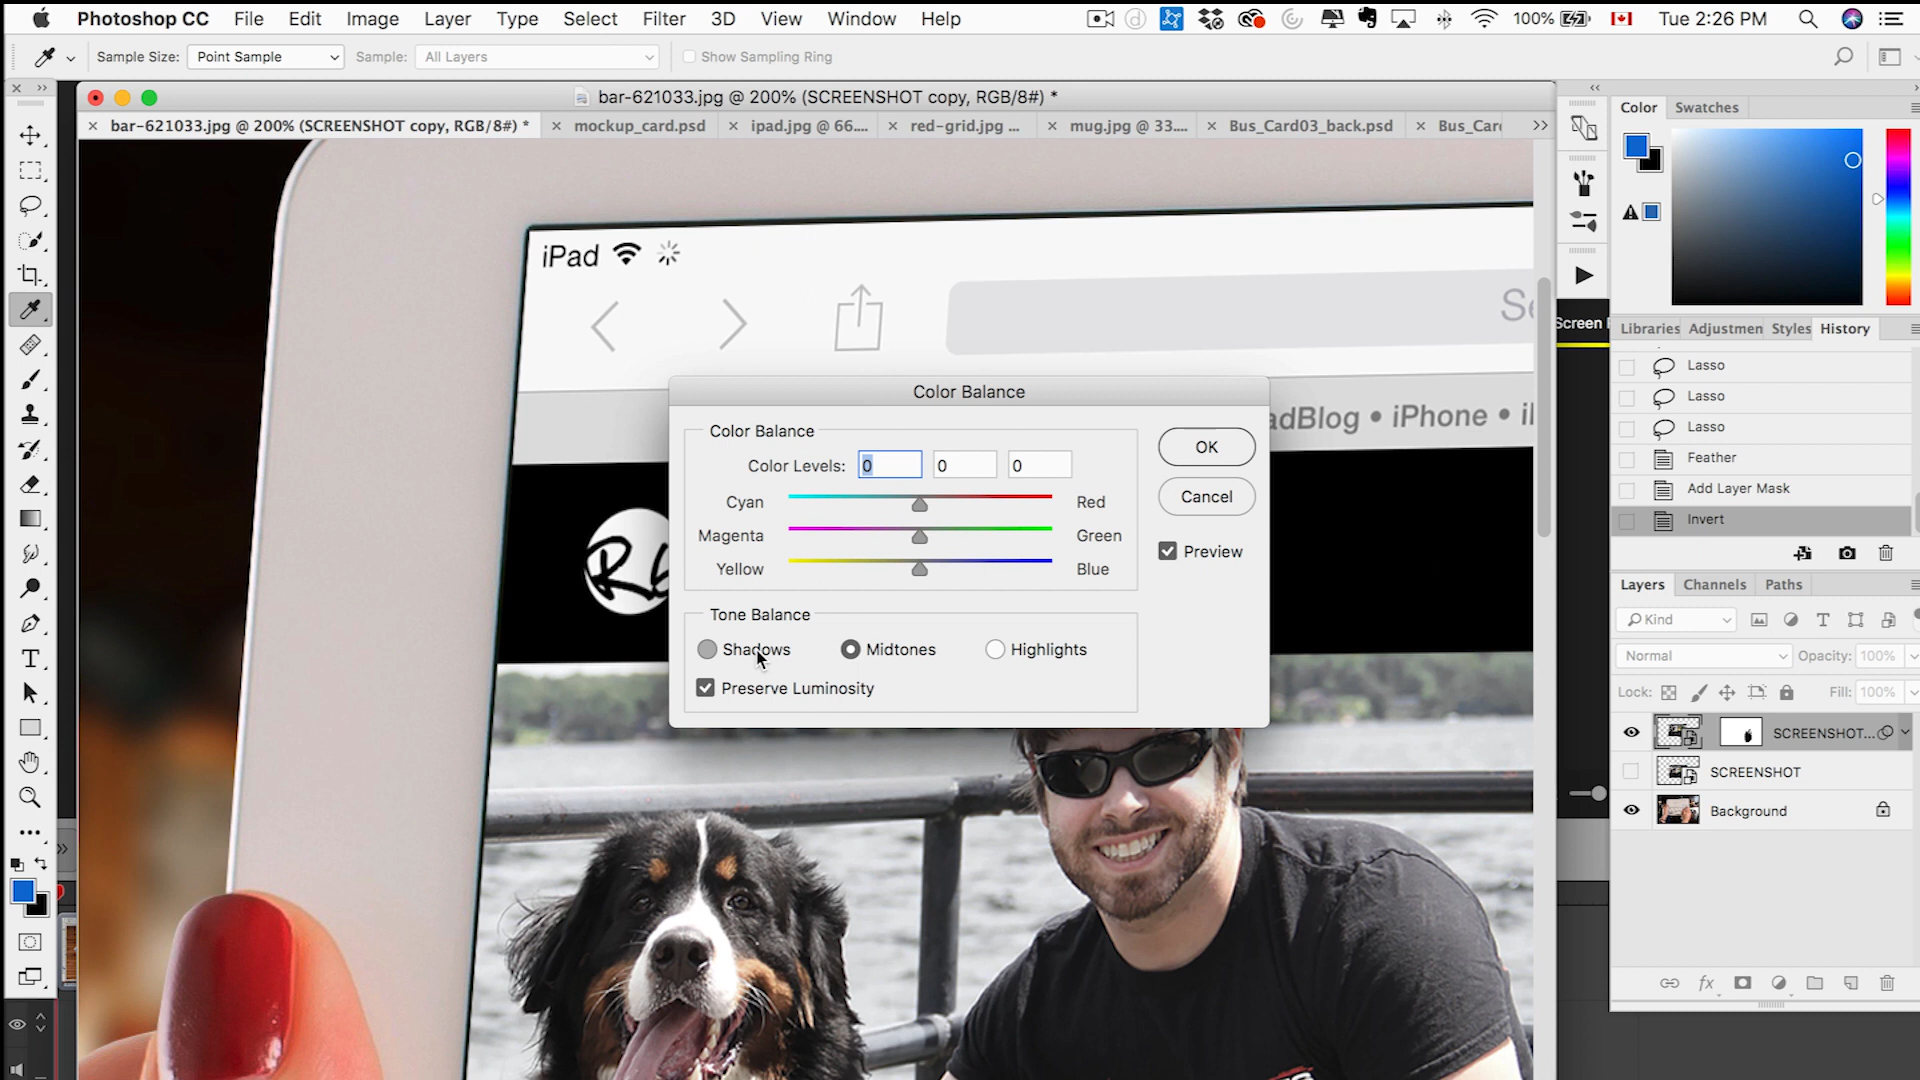 Photoshop CC File Edit Image Layer Type Select Filter 3D View Window Help 100% Tue 2:26 PM
Sample Size: Point Sample Sample: All Layers Show Sampling Ring
bar-621033.jpg @ 200% (SCREENSHOT copy, RGB/8#) *
bar-621033.jpg @ 200% (SCREENSHOT copy, RGB/8#) * mockup_card.psd ipad.jpg @ 66.... red-grid.jpg ... mug.jpg @ 33.... Bus_Card03_back.psd
Color Swatches
iPad
Screen
Libraries Adjustmen Styles History
Lasso
Lasso
Lasso
Feather
Add Layer Mask
Invert
adBlog • iPhone •
Color Balance
Color Balance
Color Levels: 0 0 0
Cyan Red
Magenta Green
Yellow Blue
OK
Cancel
Preview
Tone Balance
Shadows Midtones Highlights
Preserve Luminosity
Layers Channels Paths
Kind
Normal Opacity: 100%
Lock: Fill: 100%
SCREENSHOT...
SCREENSHOT
Background